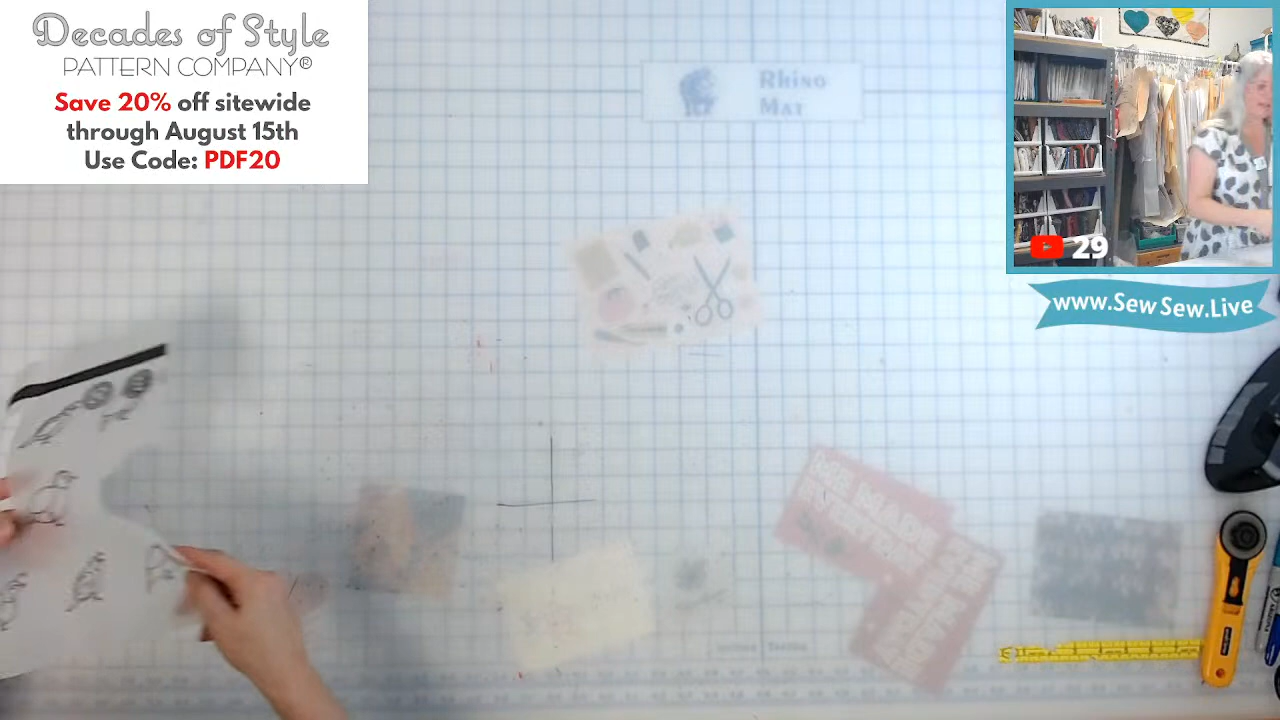 Decades of Style
PATTERN COMPANY®
Save 20% off sitewide
through August 15th
Use Code: PDF20
Rhino
Mat
29
www.SewSew.Live